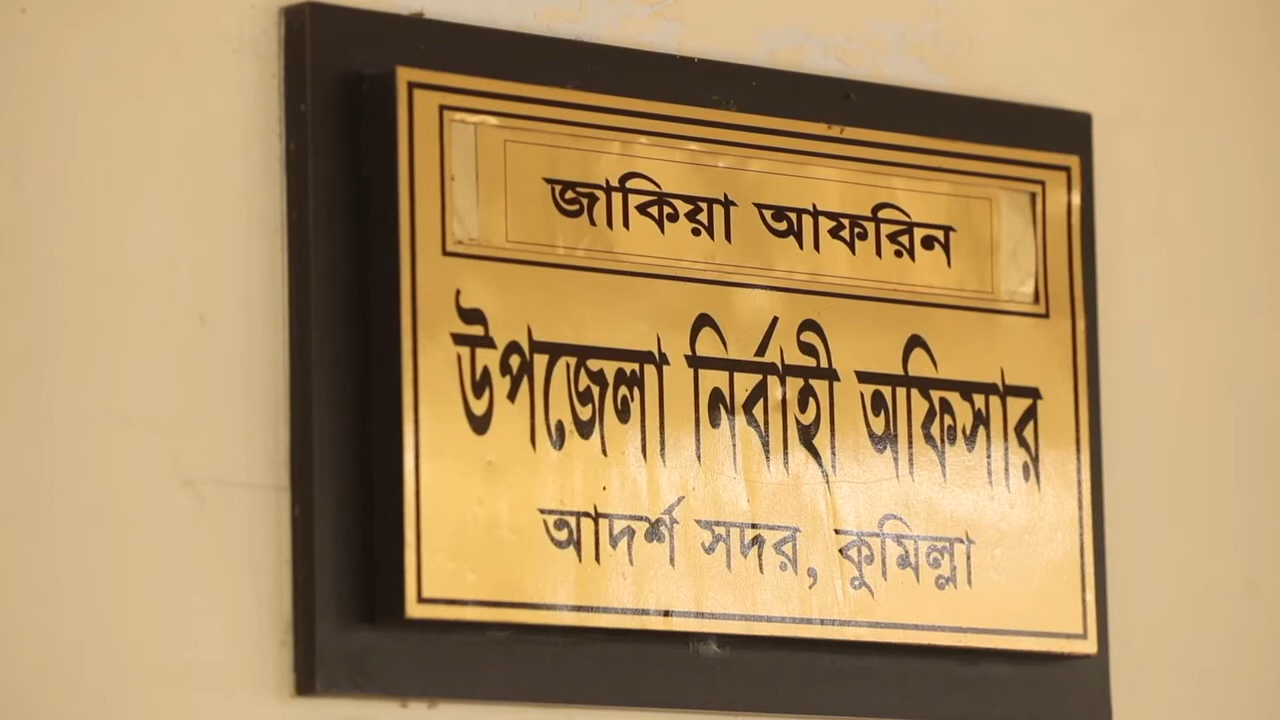 জাকিয়া আফরিন
উপজেলা নির্বাহী অফিসার
আদর্শ সদর, কুমিল্লা